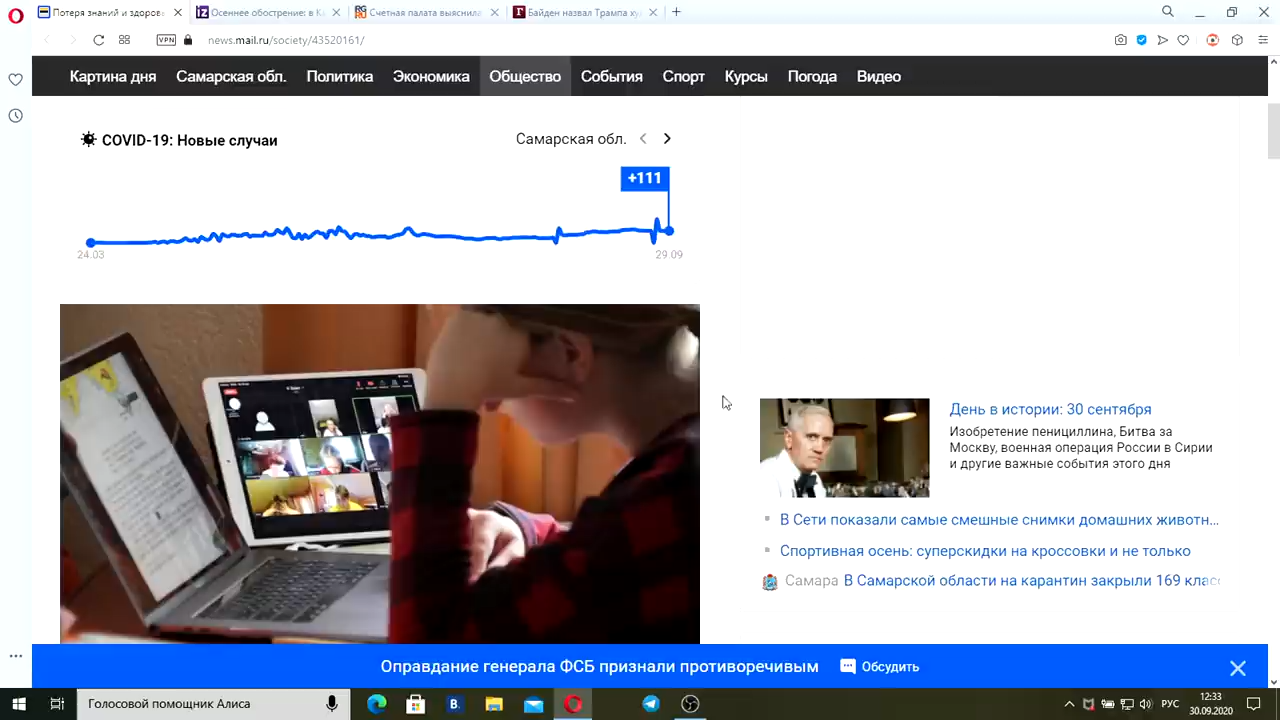 Потеря знаний и здоров
Осеннее обострение: в К
Счетная палата выяснила
Байден назвал Трампа ху
VPN
news.mail.ru/society/43520161/
Картина дня Самарская обл. Политика Экономика Общество События Спорт Курсы Погода Видео
COVID-19: Новые случаи
Самарская обл.
+111
24.03
29.09
День в истории: 30 сентября
Изобретение пенициллина, Битва за
Москву, военная операция России в Сирии
и другие важные события этого дня
В Сети показали самые смешные снимки домашних животн...
Спортивная осень: суперскидки на кроссовки и не только
Самара В Самарской области на карантин закрыли 169 клас
Оправдание генерала ФСБ признали противоречивым
Обсудить
Голосовой помощник Алиса
РУС
12:33
30.09.2020